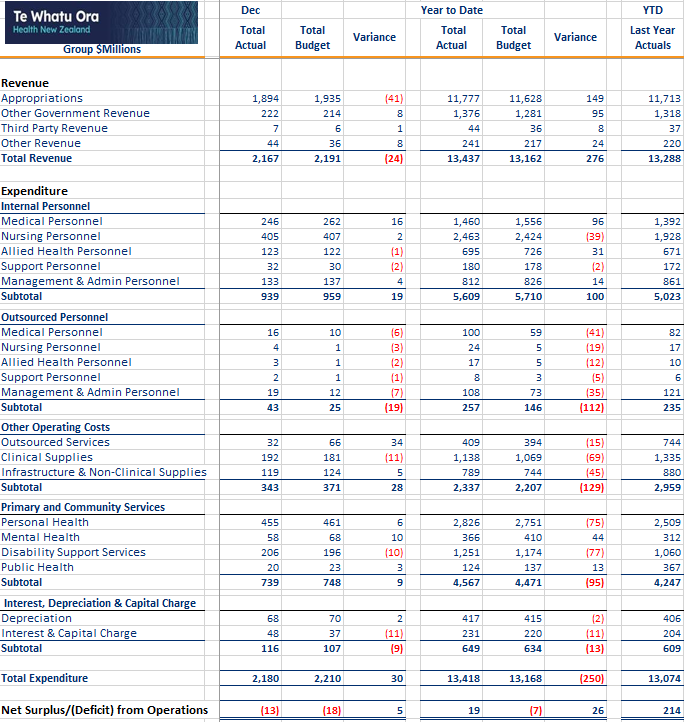 Te Whatu Ora
Health New Zealand
Group $Millions
Dec Year to Date YTD
Total Actual Total Budget Variance Total Actual Total Budget Variance Last Year Actuals
Revenue
Appropriations 1,894 1,935 (41) 11,777 11,628 149 11,713
Other Government Revenue 222 214 8 1,376 1,281 95 1,318
Third Party Revenue 7 6 1 44 36 8 37
Other Revenue 44 36 8 241 217 24 220
Total Revenue 2,167 2,191 (24) 13,437 13,162 276 13,288
Expenditure
Internal Personnel
Medical Personnel 246 262 16 1,460 1,556 96 1,392
Nursing Personnel 405 407 2 2,463 2,424 (39) 1,928
Allied Health Personnel 123 122 (1) 695 726 31 671
Support Personnel 32 30 (2) 180 178 (2) 172
Management & Admin Personnel 133 137 4 812 826 14 861
Subtotal 939 959 19 5,609 5,710 100 5,023
Outsourced Personnel
Medical Personnel 16 10 (6) 100 59 (41) 82
Nursing Personnel 4 1 (3) 24 5 (19) 17
Allied Health Personnel 3 1 (2) 17 5 (12) 10
Support Personnel 2 1 (1) 8 3 (5) 6
Management & Admin Personnel 19 12 (7) 108 73 (35) 121
Subtotal 43 25 (19) 257 146 (112) 235
Other Operating Costs
Outsourced Services 32 66 34 409 394 (15) 744
Clinical Supplies 192 181 (11) 1,138 1,069 (69) 1,335
Infrastructure & Non-Clinical Supplies 119 124 5 789 744 (45) 880
Subtotal 343 371 28 2,337 2,207 (129) 2,959
Primary and Community Services
Personal Health 455 461 6 2,826 2,751 (75) 2,509
Mental Health 58 68 10 366 410 44 312
Disability Support Services 206 196 (10) 1,251 1,174 (77) 1,060
Public Health 20 23 3 124 137 13 367
Subtotal 739 748 9 4,567 4,471 (95) 4,247
Interest, Depreciation & Capital Charge
Depreciation 68 70 2 417 415 (2) 406
Interest & Capital Charge 48 37 (11) 231 220 (11) 204
Subtotal 116 107 (9) 649 634 (13) 609
Total Expenditure 2,180 2,210 30 13,418 13,168 (250) 13,074
Net Surplus/(Deficit) from Operations (13) (18) 5 19 (7) 26 214